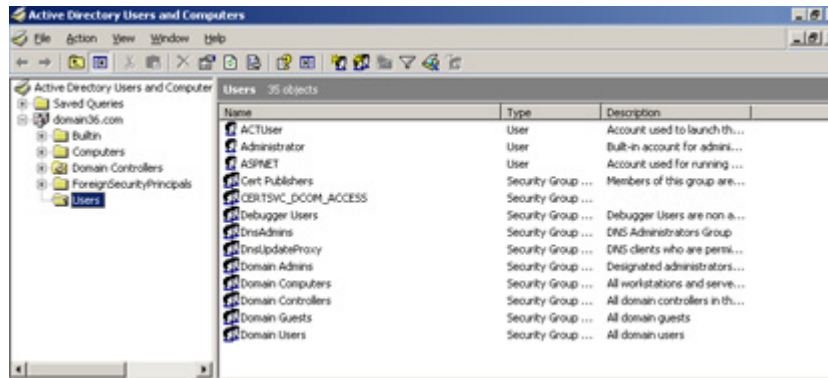 Active Directory Users and Computers
File Action View Window Help
Active Directory Users and Computer
Saved Queries
domain36.com
Builtin
Computers
Domain Controllers
ForeignSecurityPrincipals
Users
Users 35 objects
Name Type Description
ACTUser User Account used to launch th...
Administrator User Built-in account for admini...
ASPNET User Account used for running ...
Cert Publishers Security Group ... Members of this group are...
CERTSVC_DCOM_ACCESS Security Group ...
Debugger Users Security Group ... Debugger Users are non a...
DnsAdmins Security Group ... DNS Administrators Group
DnsUpdateProxy Security Group ... DNS clients who are permi...
Domain Admins Security Group ... Designated administrators...
Domain Computers Security Group ... All workstations and serve...
Domain Controllers Security Group ... All domain controllers in th...
Domain Guests Security Group ... All domain guests
Domain Users Security Group ... All domain users